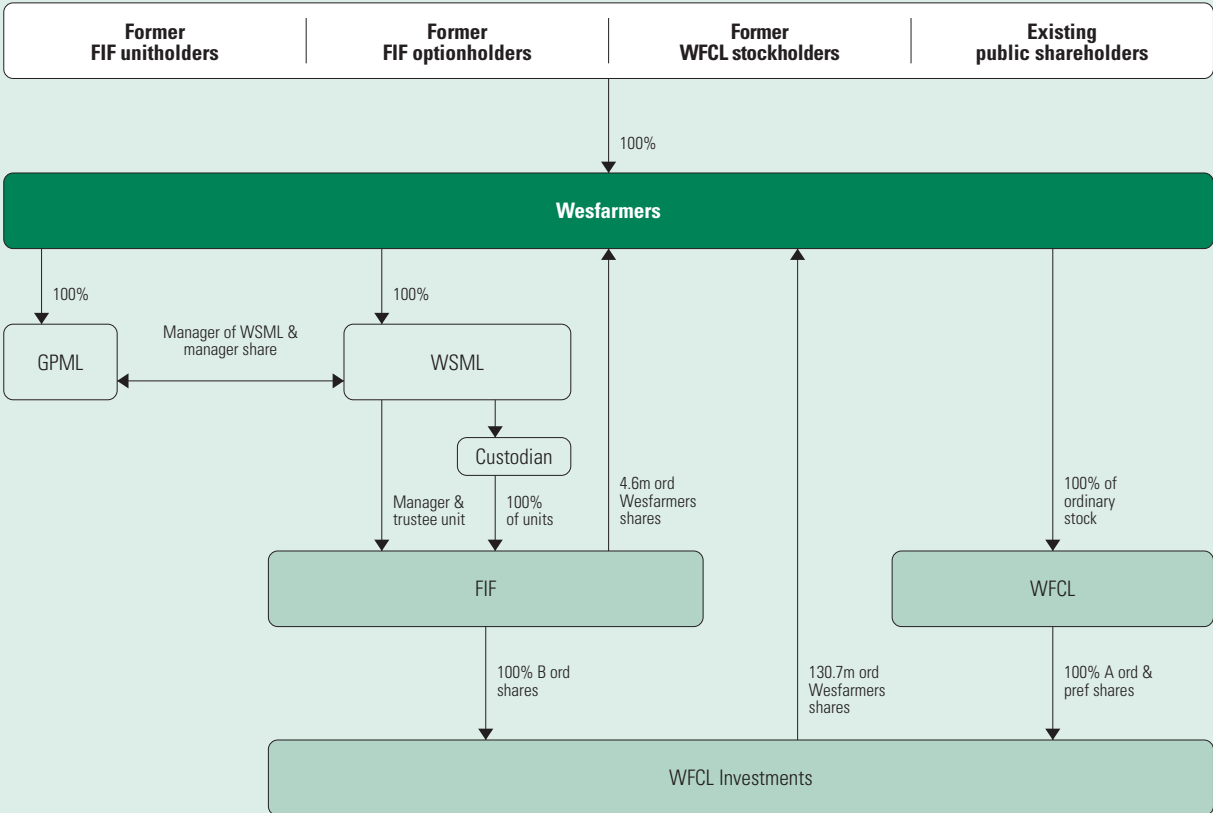 Former
FIF unitholders
Former
FIF optionholders
Former
WFCL stockholders
Existing
public shareholders
100%
Wesfarmers
100%
100%
Manager of WSML &
manager share
GPML
WSML
Custodian
Manager &
trustee unit
100%
of units
4.6m ord
Wesfarmers
shares
100% of
ordinary
stock
FIF
WFCL
100% B ord
shares
130.7m ord
Wesfarmers
shares
100% A ord &
pref shares
WFCL Investments